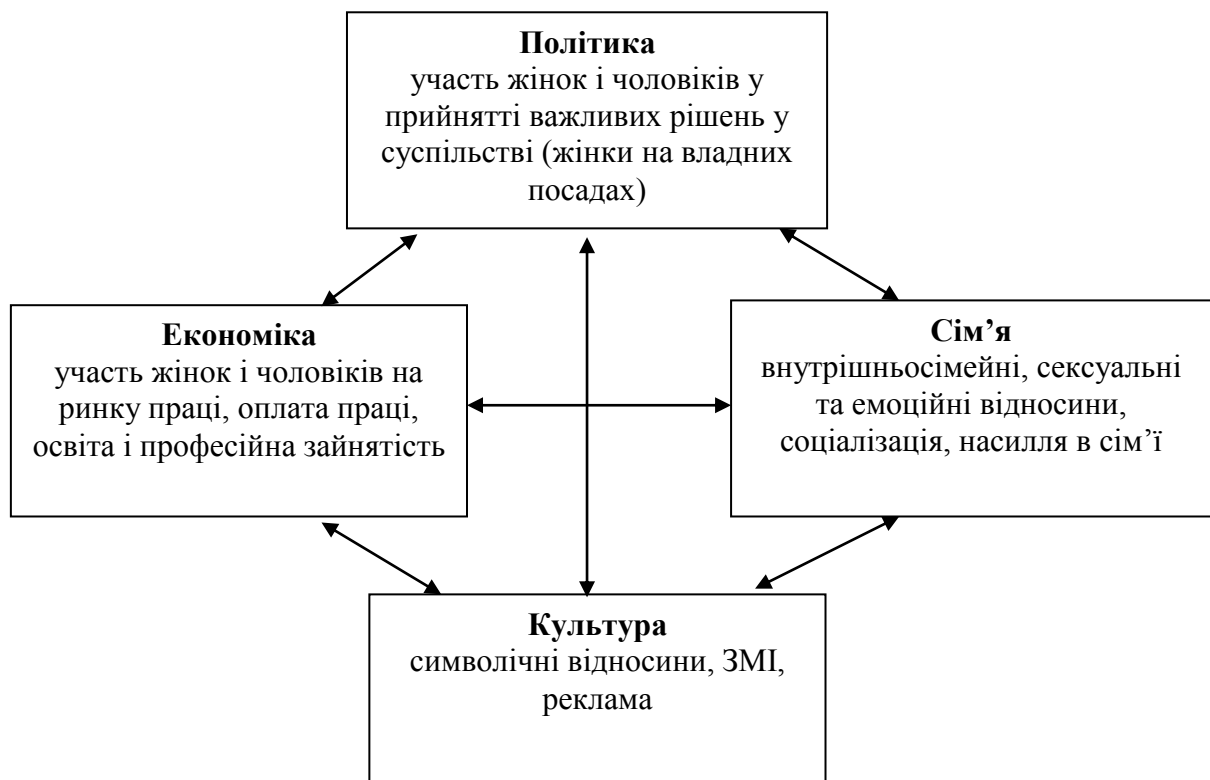 Політика
участь жінок і чоловіків у
прийнятті важливих рішень у
суспільстві (жінки на владних
посадах)
Економіка
участь жінок і чоловіків на
ринку праці, оплата праці,
освіта і професійна зайнятість
Сім’я
внутрішньосімейні, сексуальні
та емоційні відносини,
соціалізація, насилля в сім’ї
Культура
символічні відносини, ЗМІ,
реклама